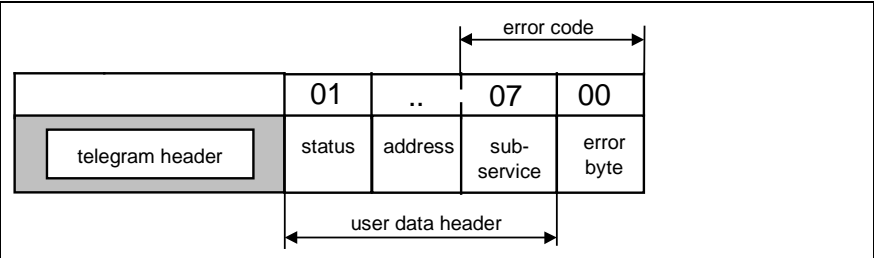 error code
01 .. 07 00
telegram header status address sub- error
service byte
user data header